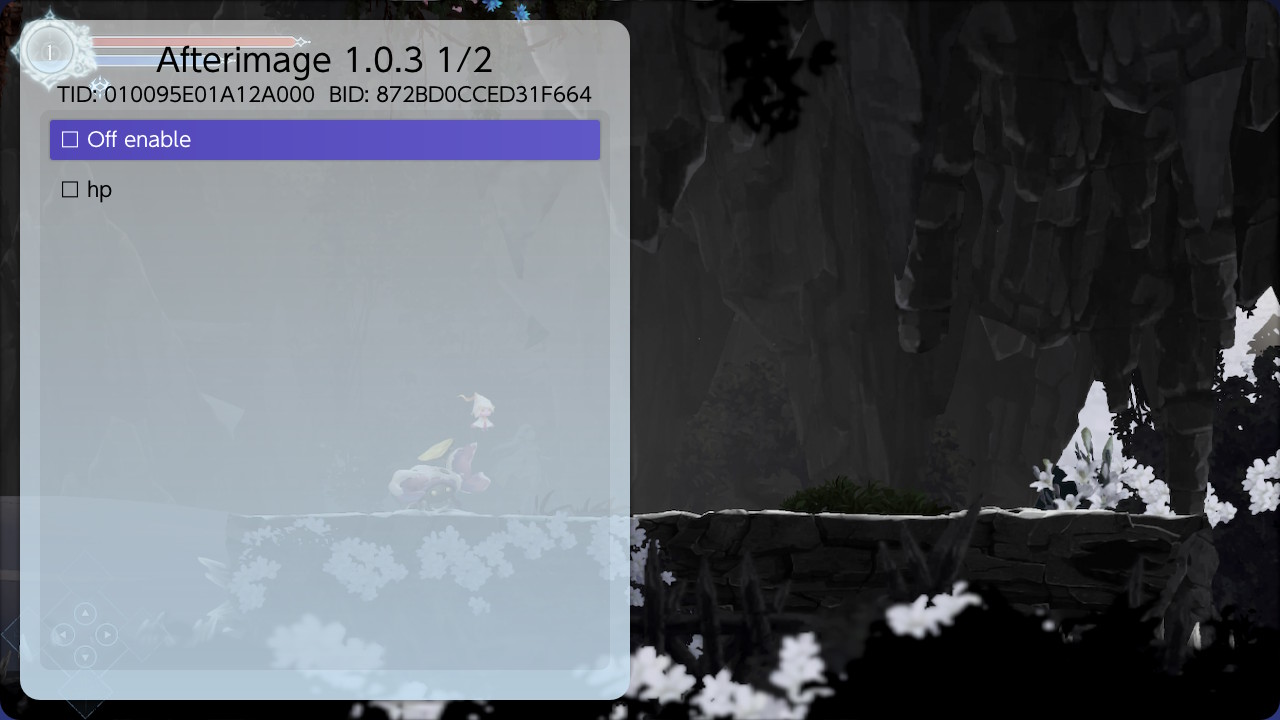 Afterimage 1.0.3 1/2
TID: 010095E01A12A000 BID: 872BD0CCED31F664
Off enable
hp